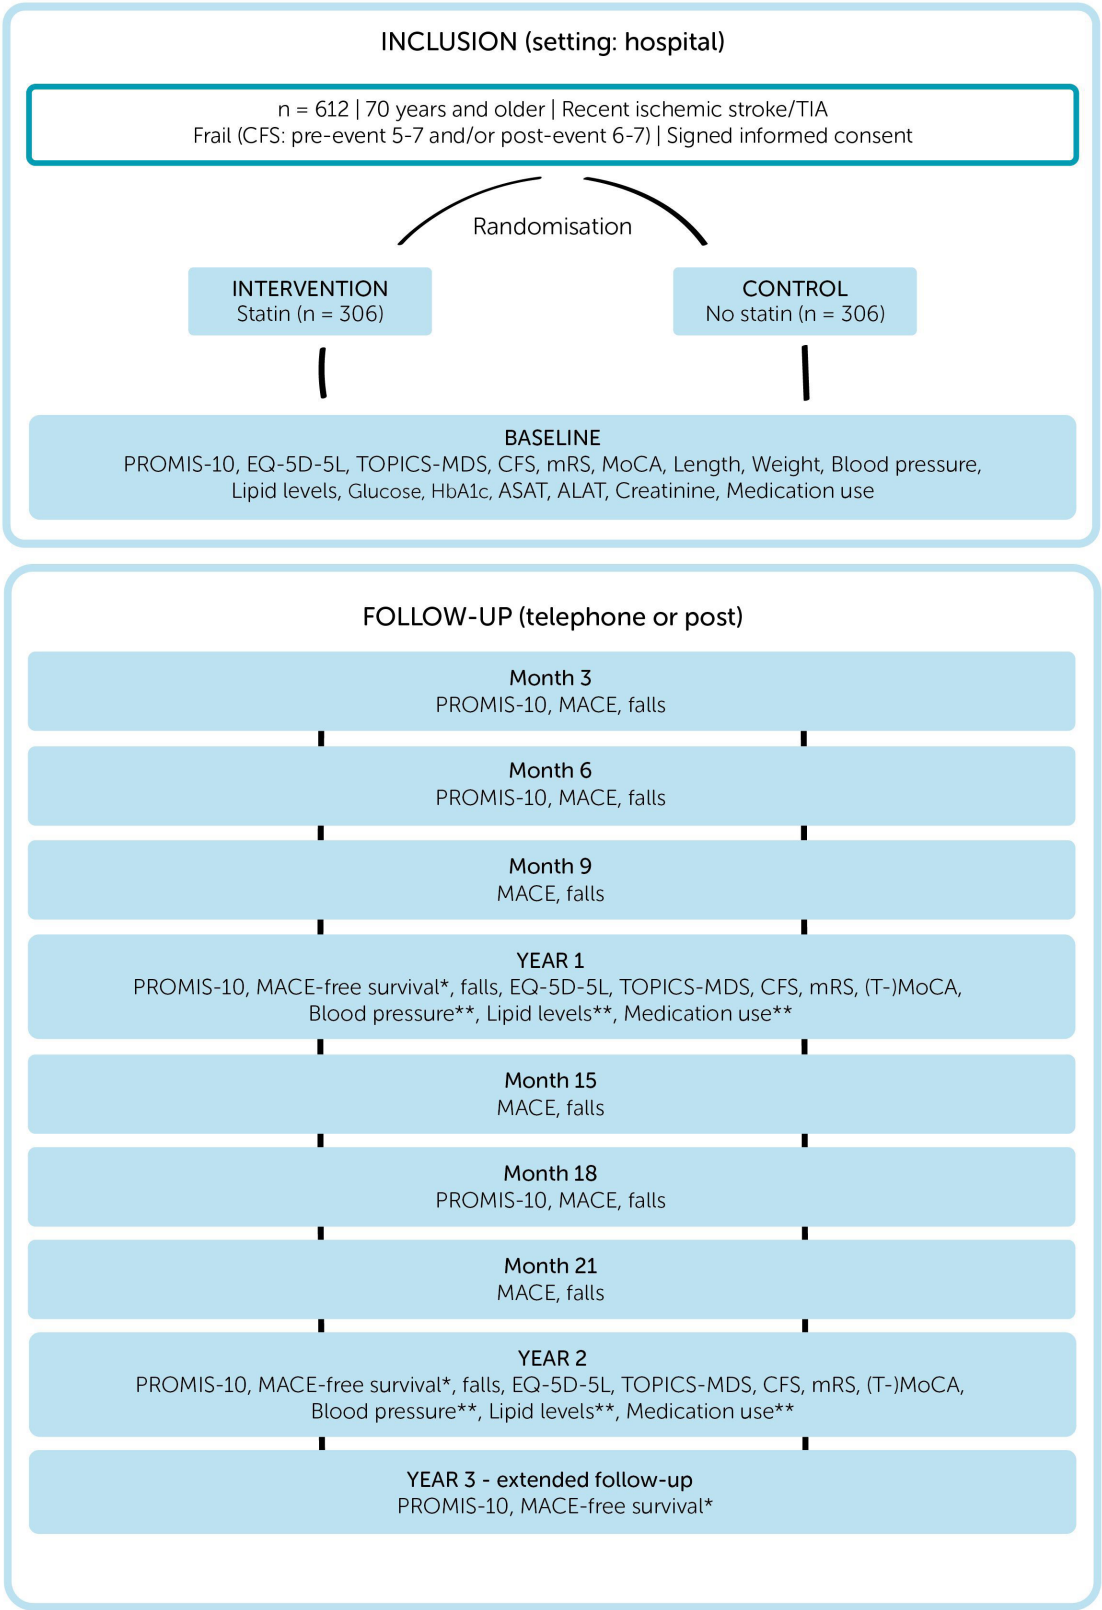 INCLUSION (setting: hospital)
n = 612 | 70 years and older | Recent ischemic stroke/TIA
Frail (CFS: pre-event 5-7 and/or post-event 6-7) | Signed informed consent
Randomisation
INTERVENTION
Statin (n = 306)
CONTROL
No statin (n = 306)
BASELINE
PROMIS-10, EQ-5D-5L, TOPICS-MDS, CFS, mRS, MoCA, Length, Weight, Blood pressure,
Lipid levels, Glucose, HbA1c, ASAT, ALAT, Creatinine, Medication use
FOLLOW-UP (telephone or post)
Month 3
PROMIS-10, MACE, falls
Month 6
PROMIS-10, MACE, falls
Month 9
MACE, falls
YEAR 1
PROMIS-10, MACE-free survival*, falls, EQ-5D-5L, TOPICS-MDS, CFS, mRS, (T-)MoCA,
Blood pressure**, Lipid levels**, Medication use**
Month 15
MACE, falls
Month 18
PROMIS-10, MACE, falls
Month 21
MACE, falls
YEAR 2
PROMIS-10, MACE-free survival*, falls, EQ-5D-5L, TOPICS-MDS, CFS, mRS, (T-)MoCA,
Blood pressure**, Lipid levels**, Medication use**
YEAR 3 - extended follow-up
PROMIS-10, MACE-free survival*